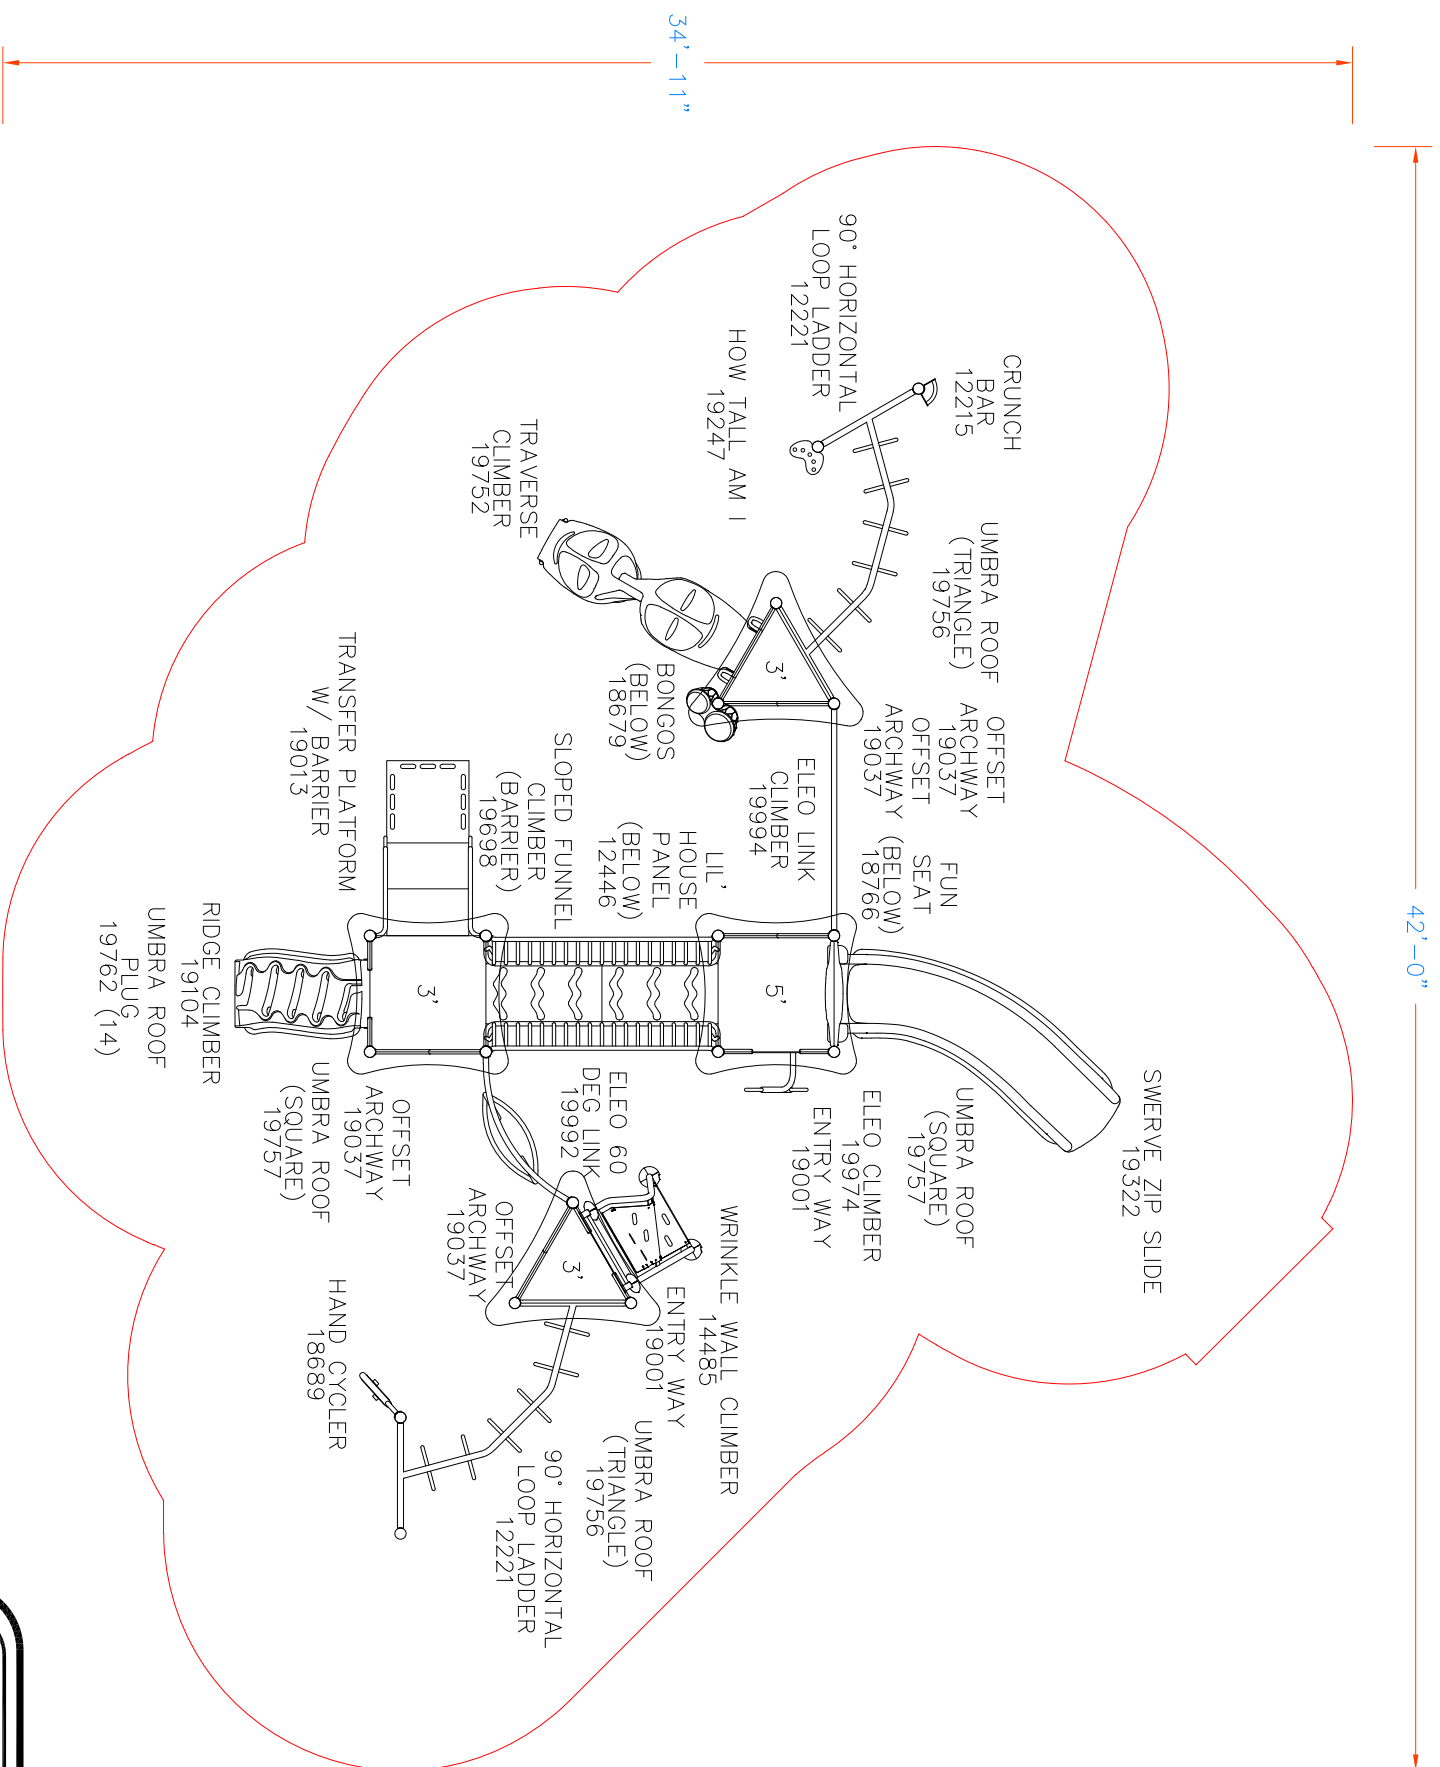 34'-11"
42'-0"
CRUNCH
BAR
12215
90° HORIZONTAL
LOOP LADDER
12221
HOW TALL AM I
19247
TRAVERSE
CLIMBER
19752
UMBRA ROOF
(TRIANGLE)
19756
OFFSET
ARCHWAY
19037
OFFSET
ARCHWAY
19037
3'
BONGOS
(BELOW)
18679
ELEO LINK
CLIMBER
19994
FUN
SEAT
(BELOW)
18766
LIL'
HOUSE
PANEL
(BELOW)
12446
SLOPED FUNNEL
CLIMBER
(BARRIER)
19698
TRANSFER PLATFORM
W/ BARRIER
19013
5'
3'
RIDGE CLIMBER
19104
UMBRA ROOF
PLUG
19762 (14)
SWERVE ZIP SLIDE
19322
UMBRA ROOF
(SQUARE)
19757
ELEO CLIMBER
19974
ENTRY WAY
19001
ELEO 60
DEG LINK
19992
OFFSET
ARCHWAY
19037
UMBRA ROOF
(SQUARE)
19757
WRINKLE WALL CLIMBER
14485
ENTRY WAY
19001
OFFSET
ARCHWAY
19037
3'
HAND CYCLER
18689
UMBRA ROOF
(TRIANGLE)
19756
90° HORIZONTAL
LOOP LADDER
12221